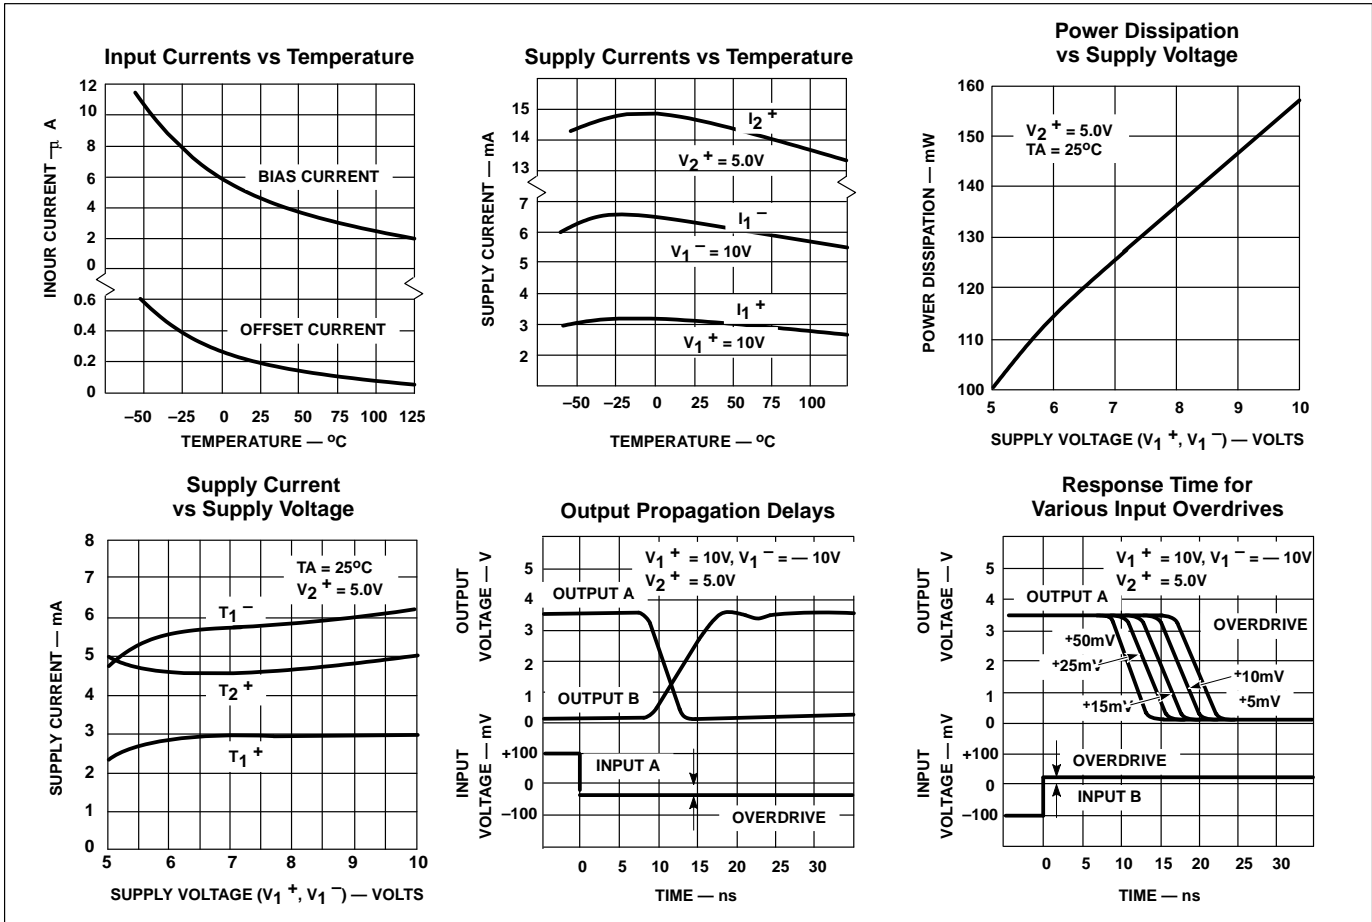 Input Currents vs Temperature
12
10
8
6
4
2
0
0.6
0.4
0.2
0
INOUR CURRENT — μ A
BIAS CURRENT
OFFSET CURRENT
–50 –25 0 25 50 75 100 125
TEMPERATURE — ºC
Supply Currents vs Temperature
15
14
13
7
6
5
4
3
2
SUPPLY CURRENT — mA
I2 +
V2 + = 5.0V
I1 –
V1 – = 10V
I1 +
V1 + = 10V
–50 –25 0 25 50 75 100
TEMPERATURE — ºC
Power Dissipation
vs Supply Voltage
160
150
140
130
120
110
100
POWER DISSIPATION — mW
V2 + = 5.0V
TA = 25ºC
5 6 7 8 9 10
SUPPLY VOLTAGE (V1 +, V1 –) — VOLTS
Supply Current
vs Supply Voltage
8
7
6
5
4
3
2
1
0
SUPPLY CURRENT — mA
TA = 25ºC
V2 + = 5.0V
T1 –
T2 +
T1 +
5 6 7 8 9 10
SUPPLY VOLTAGE (V1 +, V1 –) — VOLTS
Output Propagation Delays
OUTPUT
VOLTAGE — V
5
4
3
2
1
0
V1 + = 10V, V1 – = — 10V
V2 + = 5.0V
OUTPUT A
OUTPUT B
INPUT
VOLTAGE — mV
+100
0
–100
INPUT A
OVERDRIVE
0 5 10 15 20 25 30
TIME — ns
Response Time for
Various Input Overdrives
OUTPUT
VOLTAGE — V
5
4
3
2
1
0
V1 + = 10V, V1 – = — 10V
V2 + = 5.0V
OUTPUT A
OVERDRIVE
+50mV
+25mV
+15mV
+10mV
+5mV
INPUT
VOLTAGE — mV
+100
0
–100
OVERDRIVE
INPUT B
0 5 10 15 20 25 30
TIME — ns